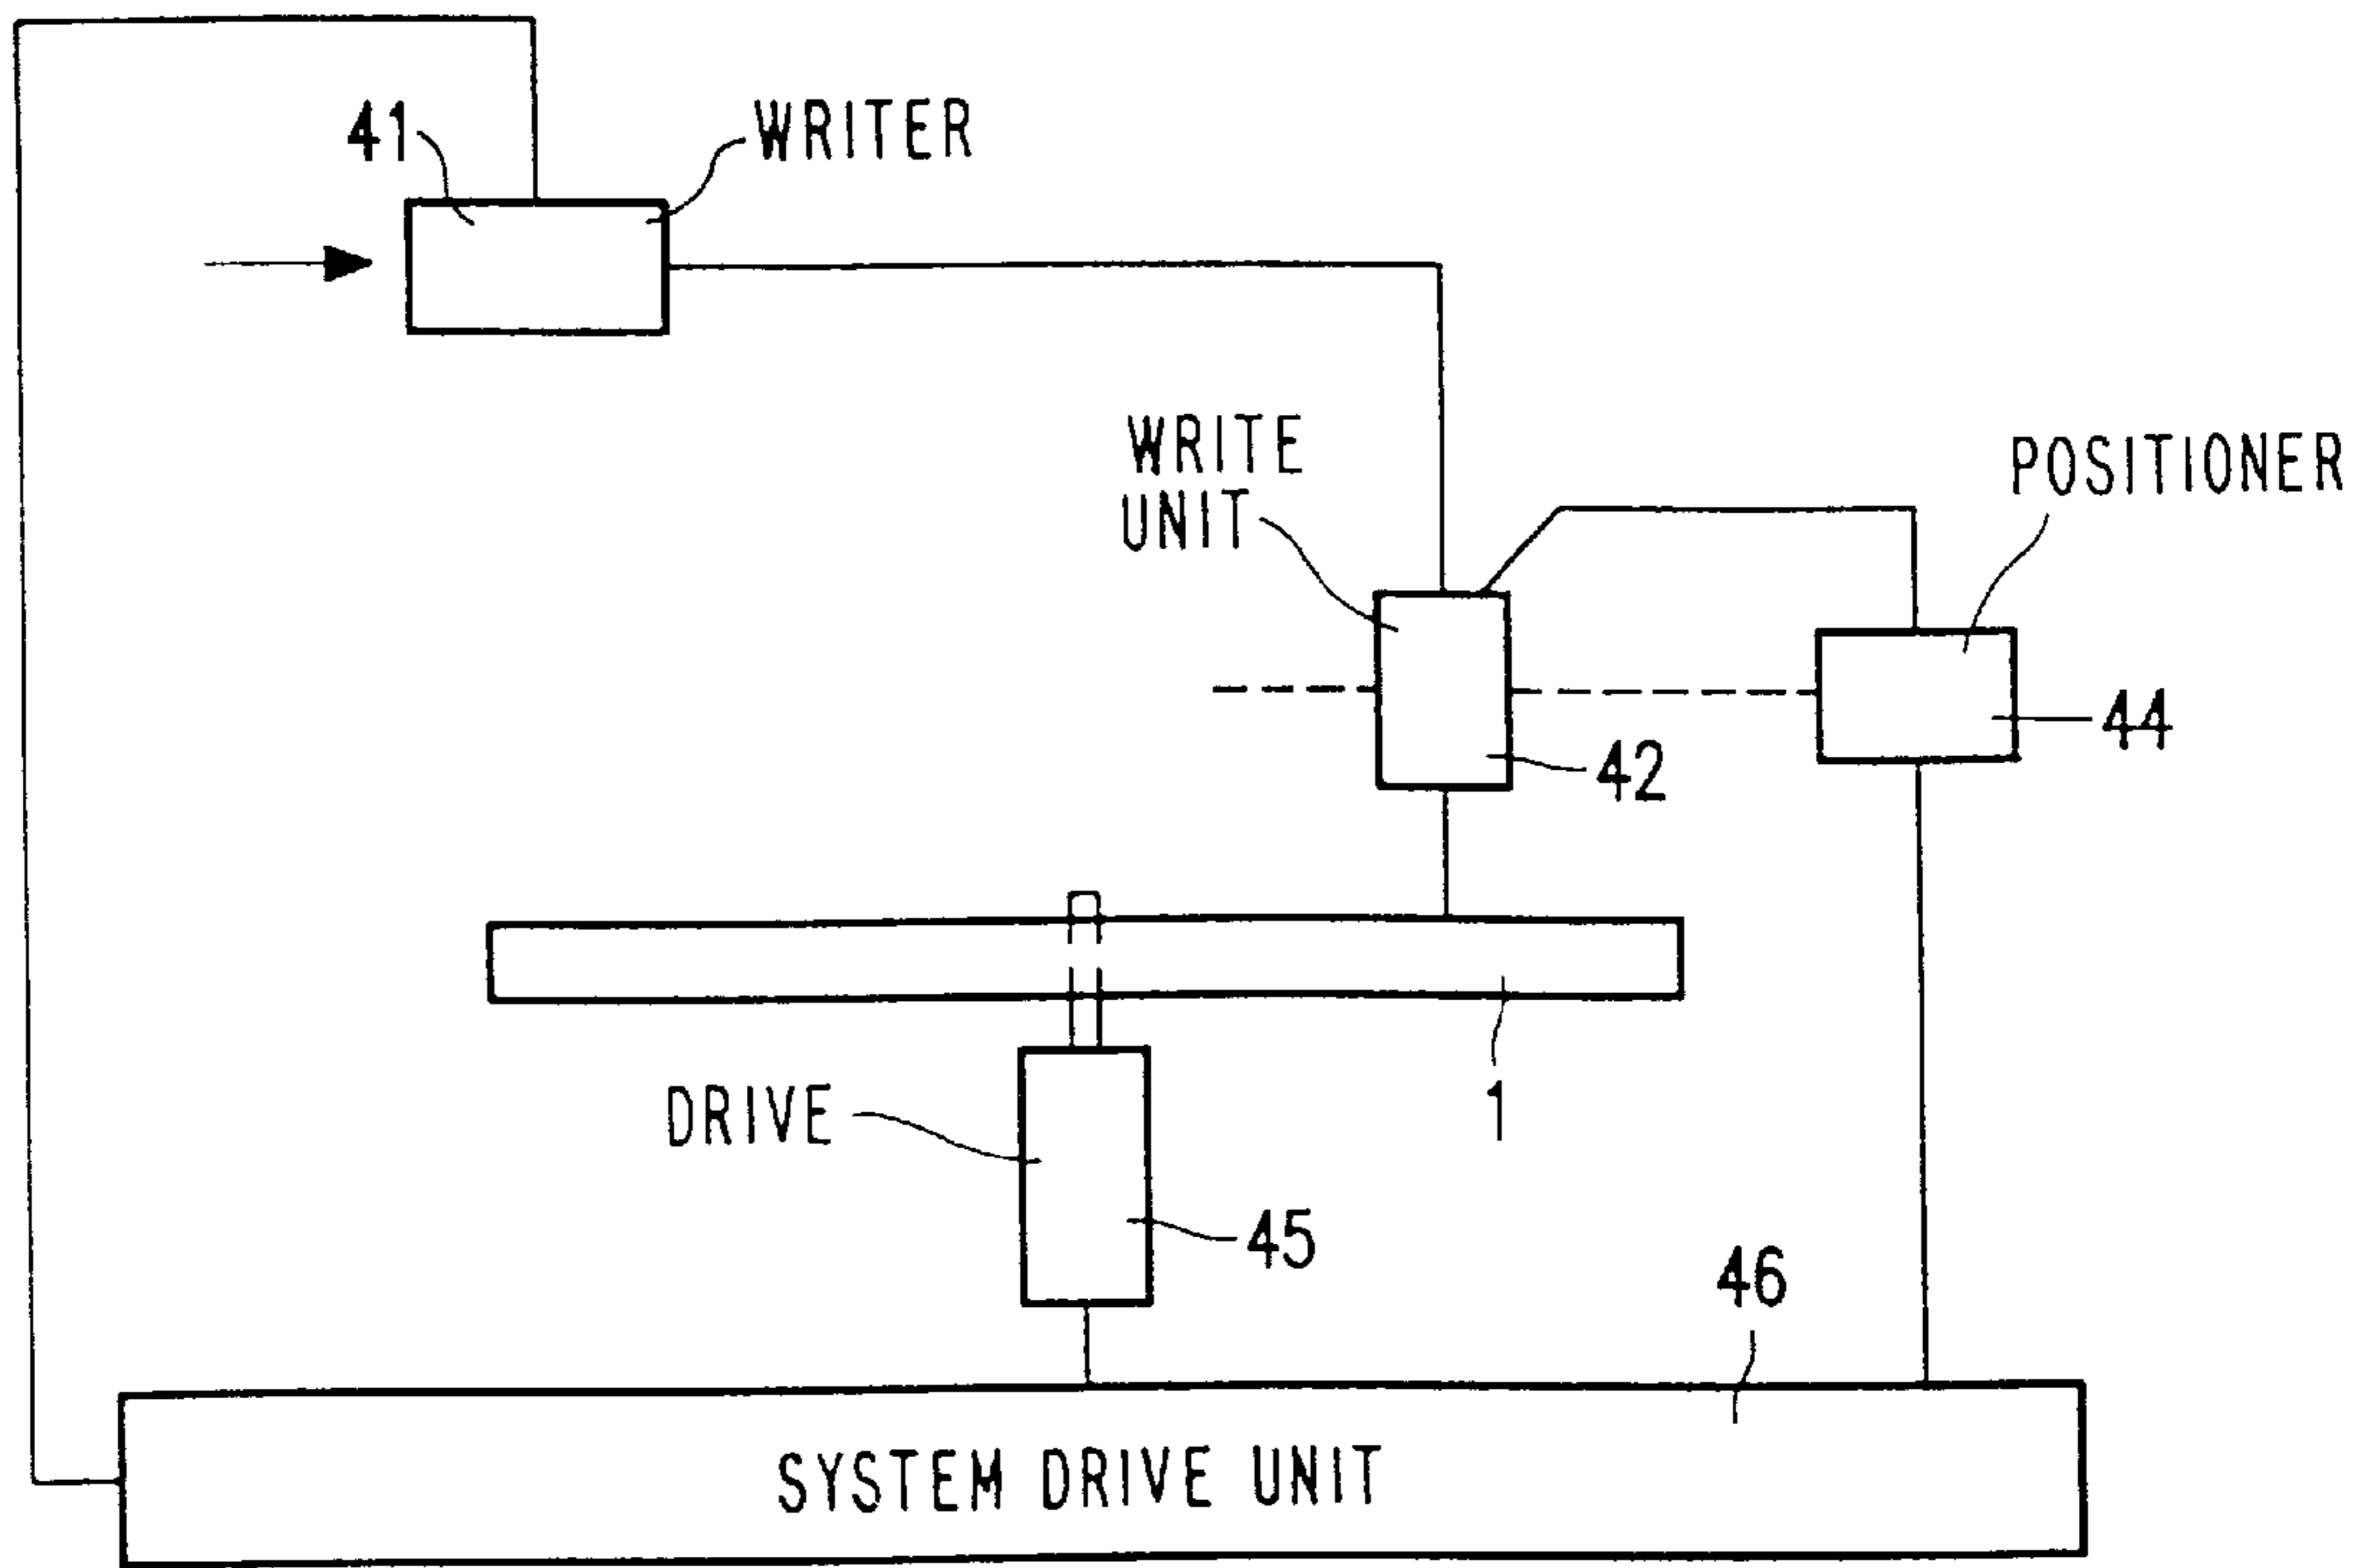 41
WRITER
WRITE
UNIT
POSITIONER
44
42
1
DRIVE
45
46
SYSTEM DRIVE UNIT